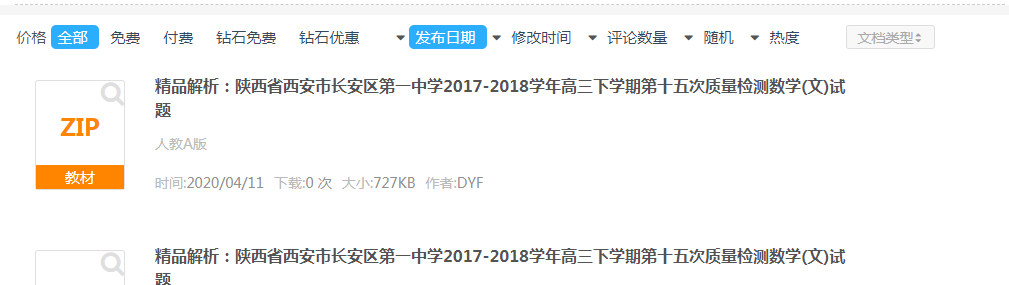 价格 全部 免费 付费 钻石免费 钻石优惠 发布日期 修改时间 评论数量 随机 热度 文档类型
精品解析：陕西省西安市长安区第一中学2017-2018学年高三下学期第十五次质量检测数学(文)试
题
ZIP
人教A版
教材
时间:2020/04/11 下载:0 次 大小:727KB 作者:DYF
精品解析：陕西省西安市长安区第一中学2017-2018学年高三下学期第十五次质量检测数学(文)试
题